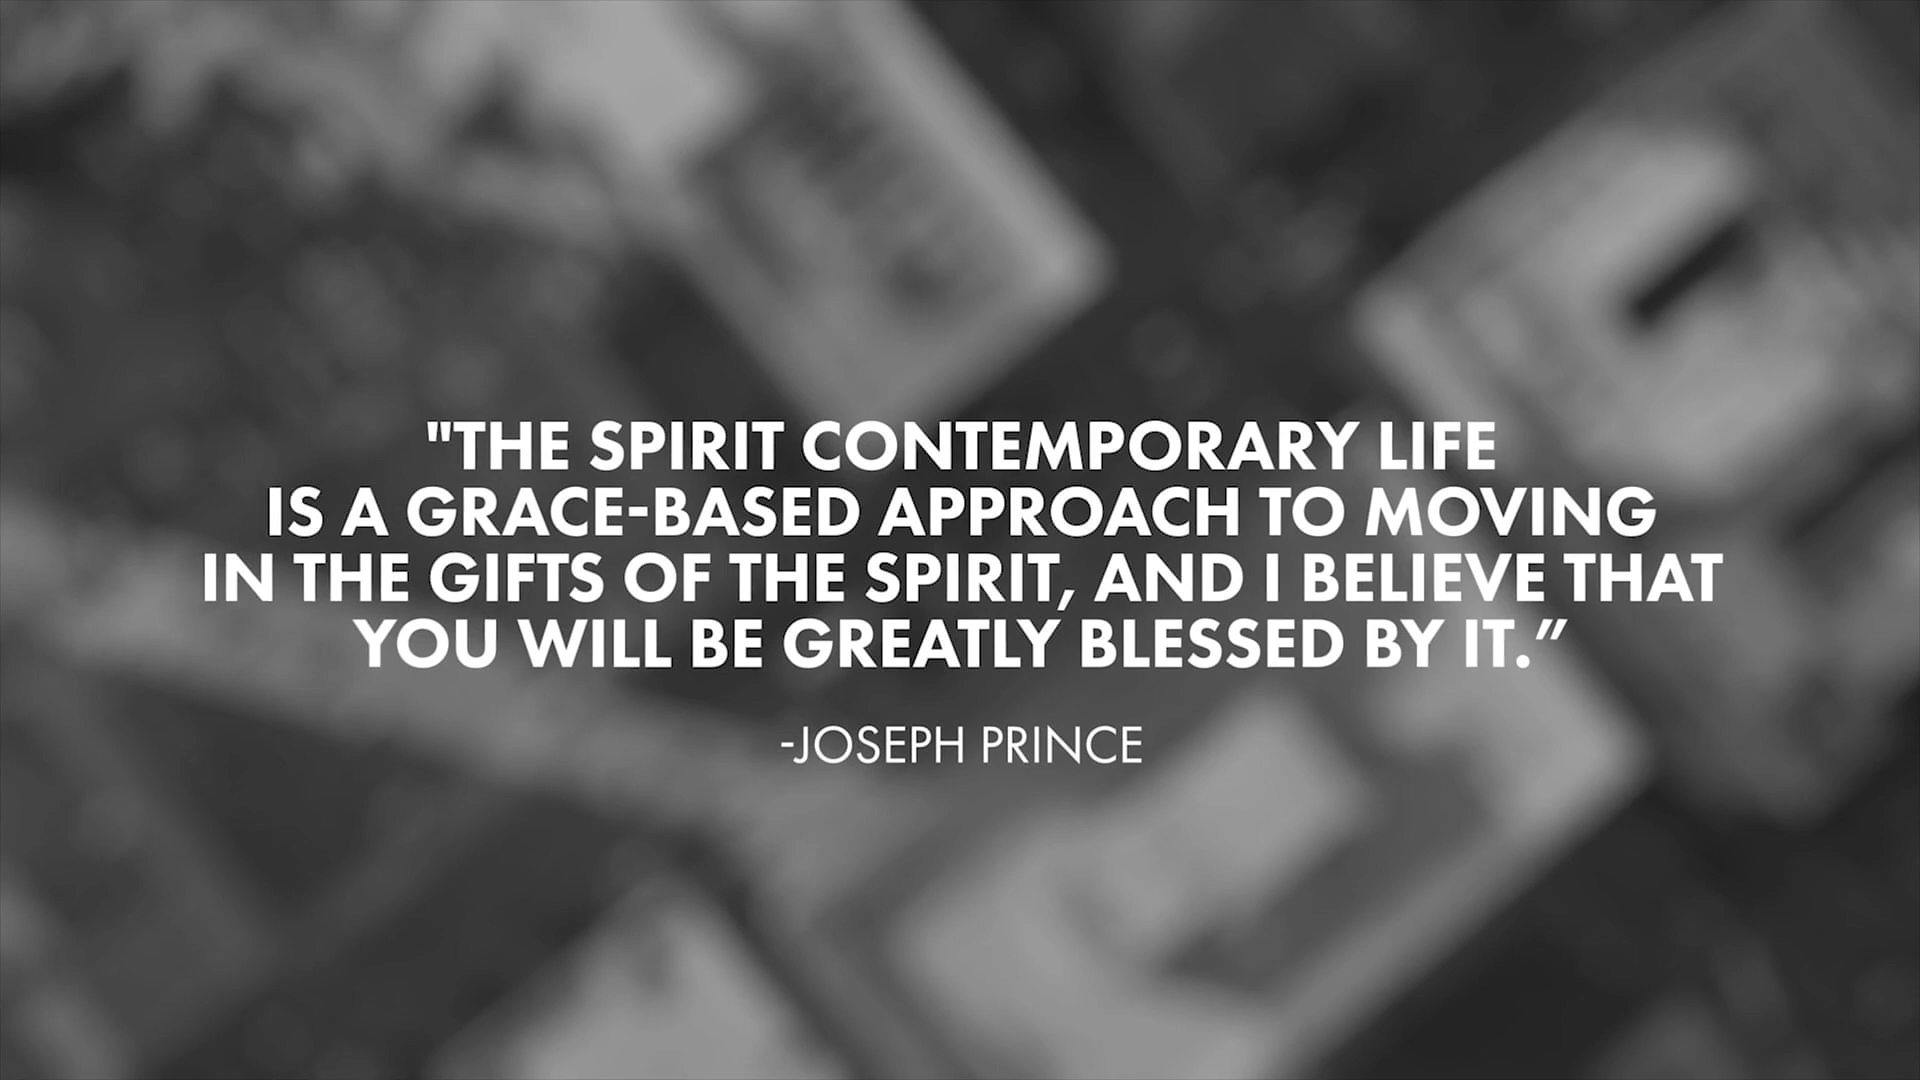 "THE SPIRIT CONTEMPORARY LIFE
IS A GRACE-BASED APPROACH TO MOVING
IN THE GIFTS OF THE SPIRIT, AND I BELIEVE THAT
YOU WILL BE GREATLY BLESSED BY IT.”
-JOSEPH PRINCE